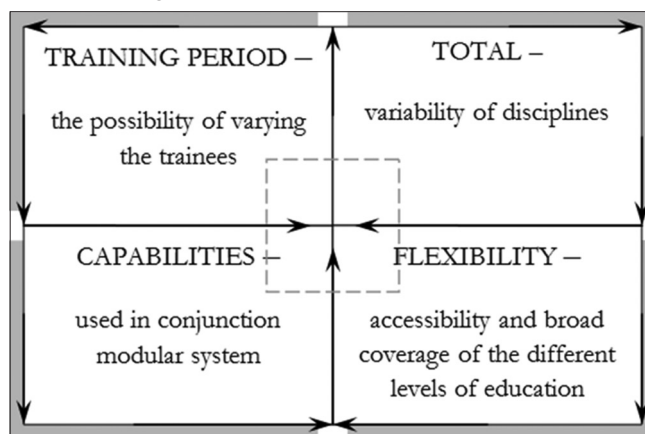 TRAINING PERIOD –
the possibility of varying
the trainees
TOTAL –
variability of disciplines
CAPABILITIES –
used in conjunction
modular system
FLEXIBILITY –
accessibility and broad
coverage of the different
levels of education